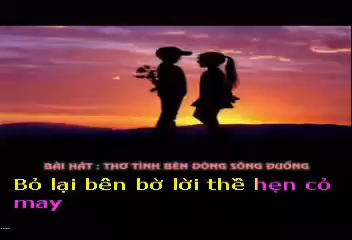 BÀI HÁT : THƠ TÌNH BÊN DÒNG SÔNG ĐUỐNG
Bỏ lại bên bờ lời thề hẹn cỏ
may